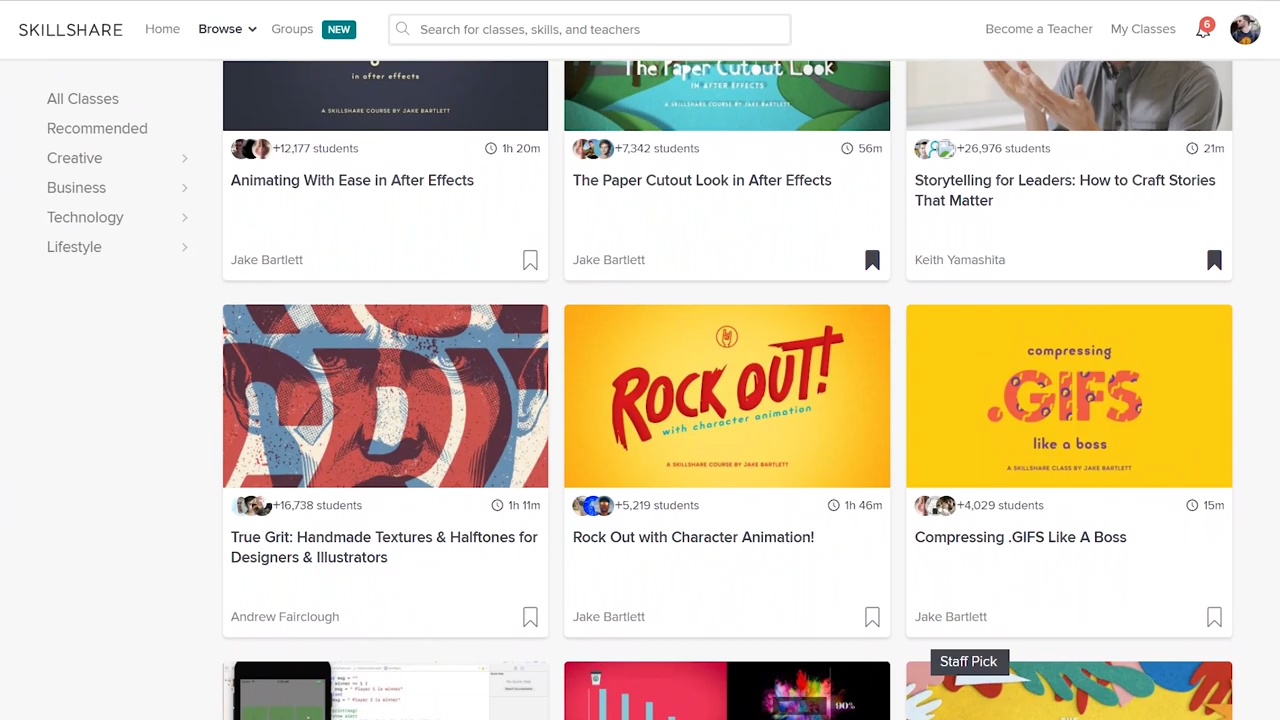 SKILLSHARE
Home
Browse
Groups
NEW
Search for classes, skills, and teachers
Become a Teacher
My Classes
6
All Classes
Recommended
Creative
Business
Technology
Lifestyle
in after effects
A SKILLSHARE COURSE BY JAKE BARTLETT
+12,177 students
1h 20m
Animating With Ease in After Effects
Jake Bartlett
The Paper Cutout Look
IN AFTER EFFECTS
A SKILLSHARE COURSE BY JAKE BARTLETT
+7,342 students
56m
The Paper Cutout Look in After Effects
Jake Bartlett
+26,976 students
21m
Storytelling for Leaders: How to Craft Stories
That Matter
Keith Yamashita
+16,738 students
1h 11m
True Grit: Handmade Textures & Halftones for
Designers & Illustrators
Andrew Fairclough
ROCK OUT!
with character animation
A SKILLSHARE COURSE BY JAKE BARTLETT
+5,219 students
1h 46m
Rock Out with Character Animation!
Jake Bartlett
compressing
.GIFS
like a boss
A SKILLSHARE CLASS BY JAKE BARTLETT
+4,029 students
15m
Compressing .GIFS Like A Boss
Jake Bartlett
90%
Staff Pick